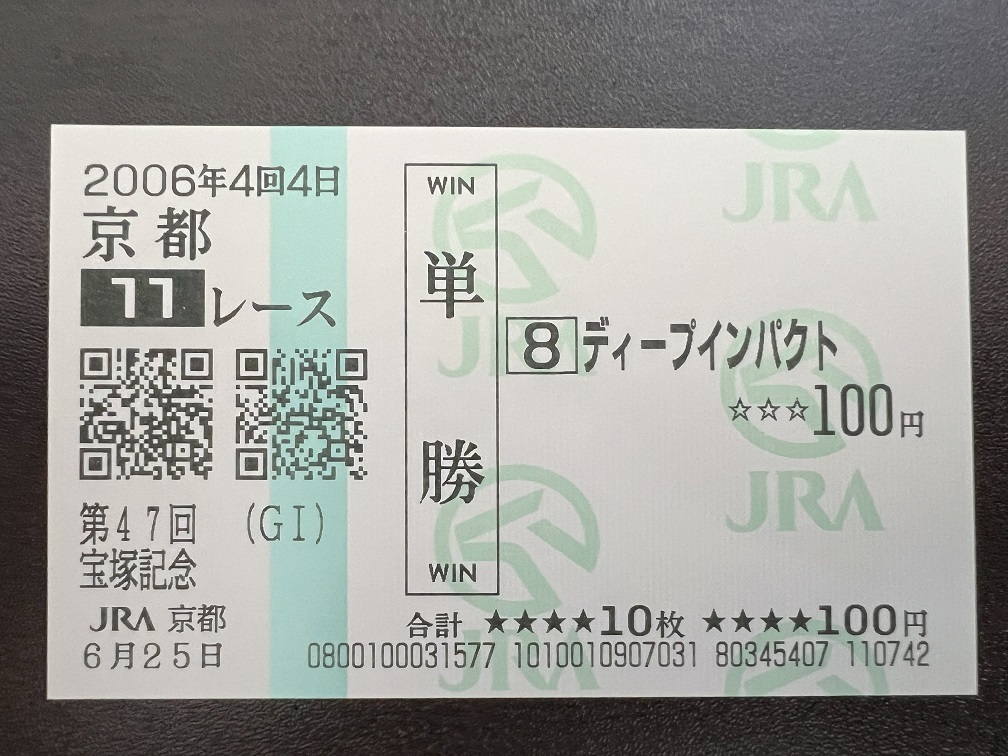 2006年4回4日
京都
11レース
第47回 (GⅠ)
宝塚記念
JRA 京都
6月25日
WIN
単勝
WIN
8 ディープインパクト
☆☆☆100円
合計 ★★★★10枚 ★★★★100円
0800100031577 1010010907031 80345407 110742
JRA
JRA
JRA
JRA